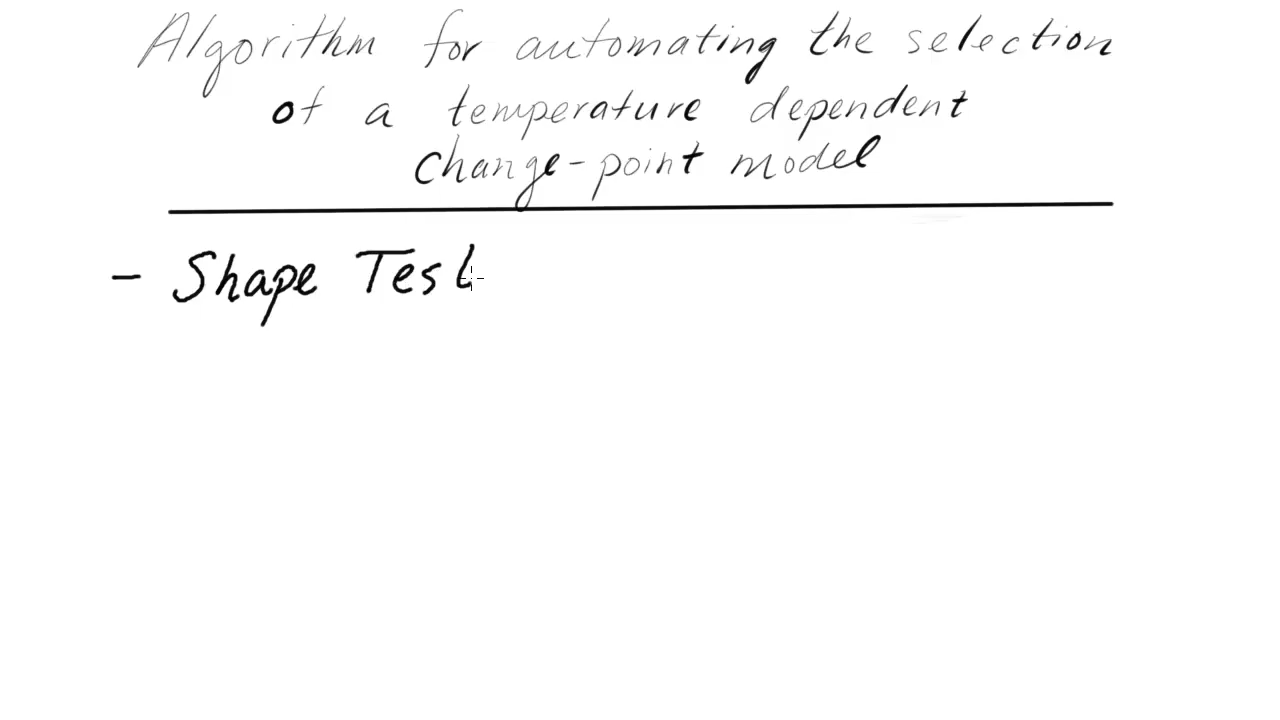 Algorithm for automating the selection
of a temperature dependent
change-point model
- Shape Test